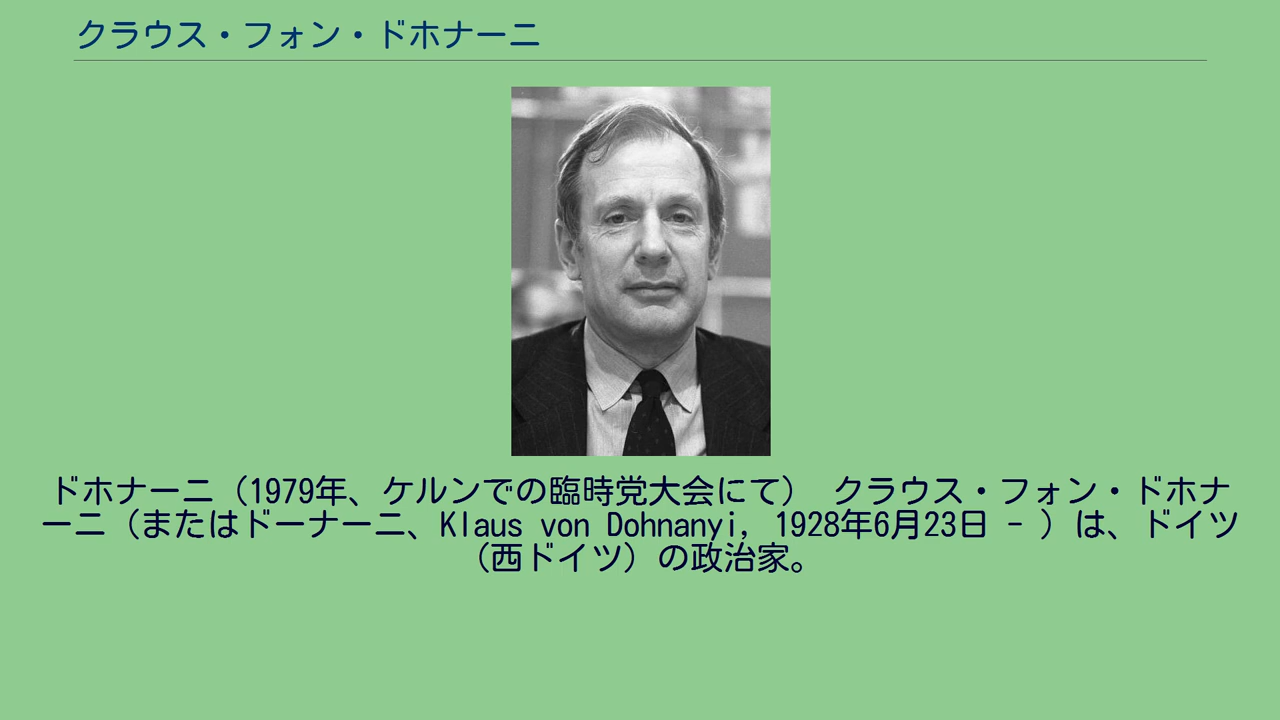 クラウス・フォン・ドホナーニ
ドホナーニ（1979年、ケルンでの臨時党大会にて） クラウス・フォン・ドホナ
ーニ（またはドーナーニ、Klaus von Dohnanyi, 1928年6月23日 - ）は、ドイツ
（西ドイツ）の政治家。